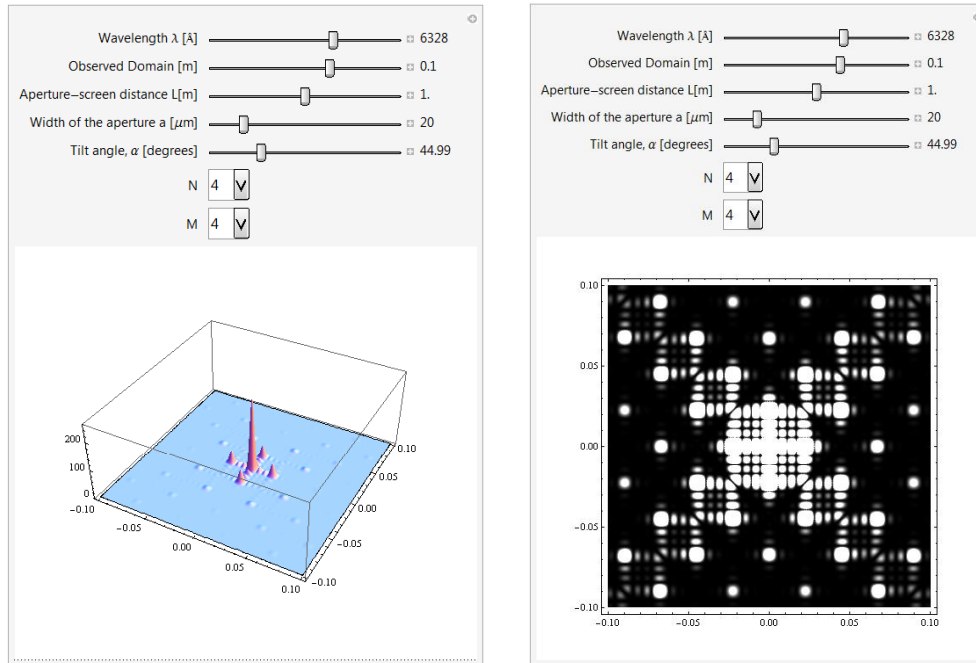 Wavelength λ [Å] 6328
Observed Domain [m] 0.1
Aperture−screen distance L[m] 1.
Width of the aperture a [μm] 20
Tilt angle, α [degrees] 44.99
N 4
M 4
200
100
0
−0.10
−0.05
0.00
0.05
0.10
−0.10
−0.05
0.00
0.05
0.10
Wavelength λ [Å] 6328
Observed Domain [m] 0.1
Aperture−screen distance L[m] 1.
Width of the aperture a [μm] 20
Tilt angle, α [degrees] 44.99
N 4
M 4
0.10
0.05
0.00
−0.05
−0.10
−0.10 −0.05 0.00 0.05 0.10